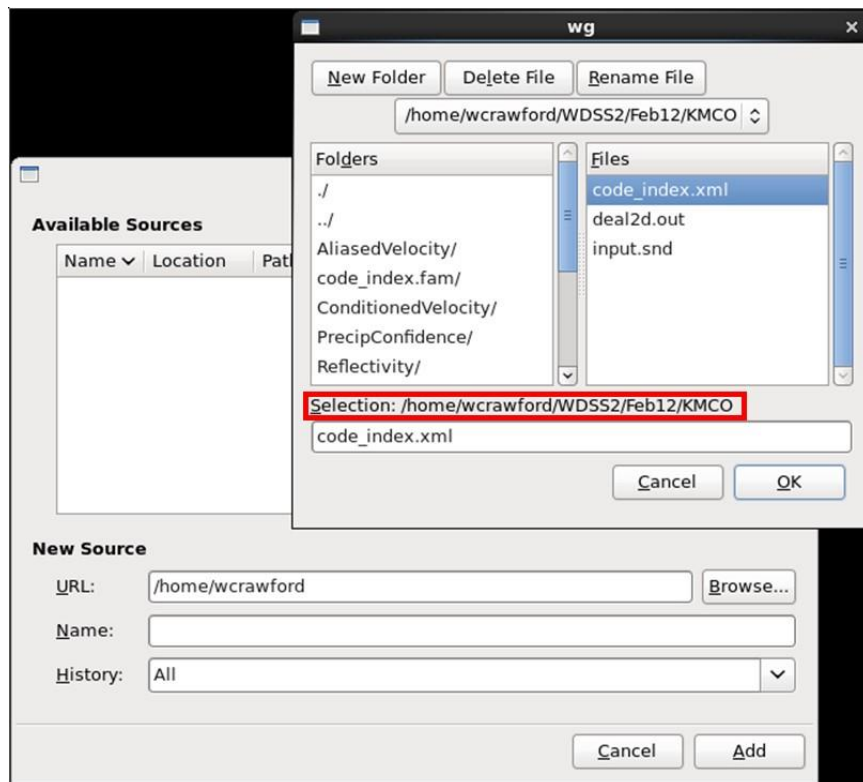 wg
New Folder Delete File Rename File
/home/wcrawford/WDSS2/Feb12/KMCO
Folders
./
../
AliasedVelocity/
code_index.fam/
ConditionedVelocity/
PrecipConfidence/
Reflectivity/
Files
code_index.xml
deal2d.out
input.snd
Selection: /home/wcrawford/WDSS2/Feb12/KMCO
code_index.xml
Cancel OK
Available Sources
Name Location
New Source
URL: /home/wcrawford Browse...
Name:
History: All
Cancel Add